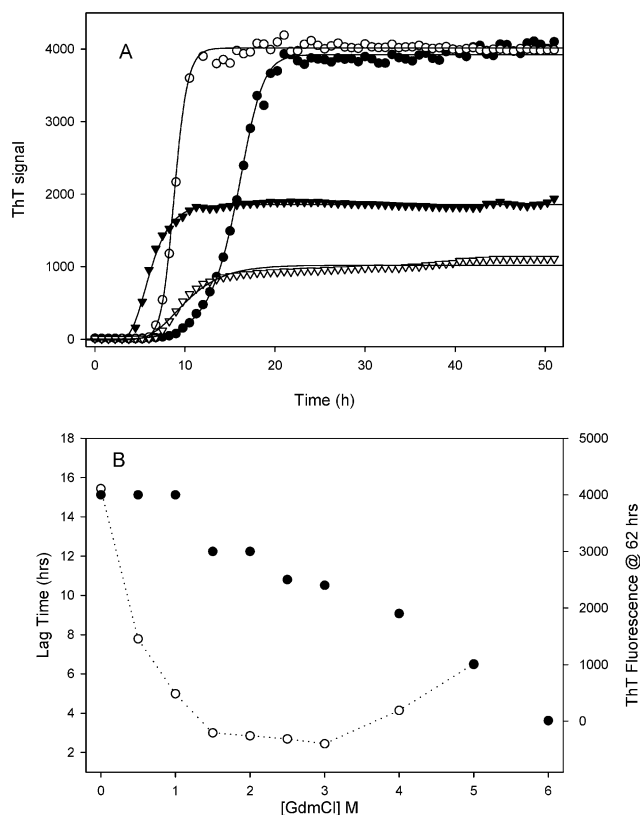 A
ThT signal
4000
3000
2000
1000
0
0 10 20 30 40 50
Time (h)
B
Lag Time (hrs)
18
16
14
12
10
8
6
4
2
5000
4000
3000
2000
1000
0
ThT Fluorescence @ 62 hrs
0 1 2 3 4 5 6
[GdmCl] M